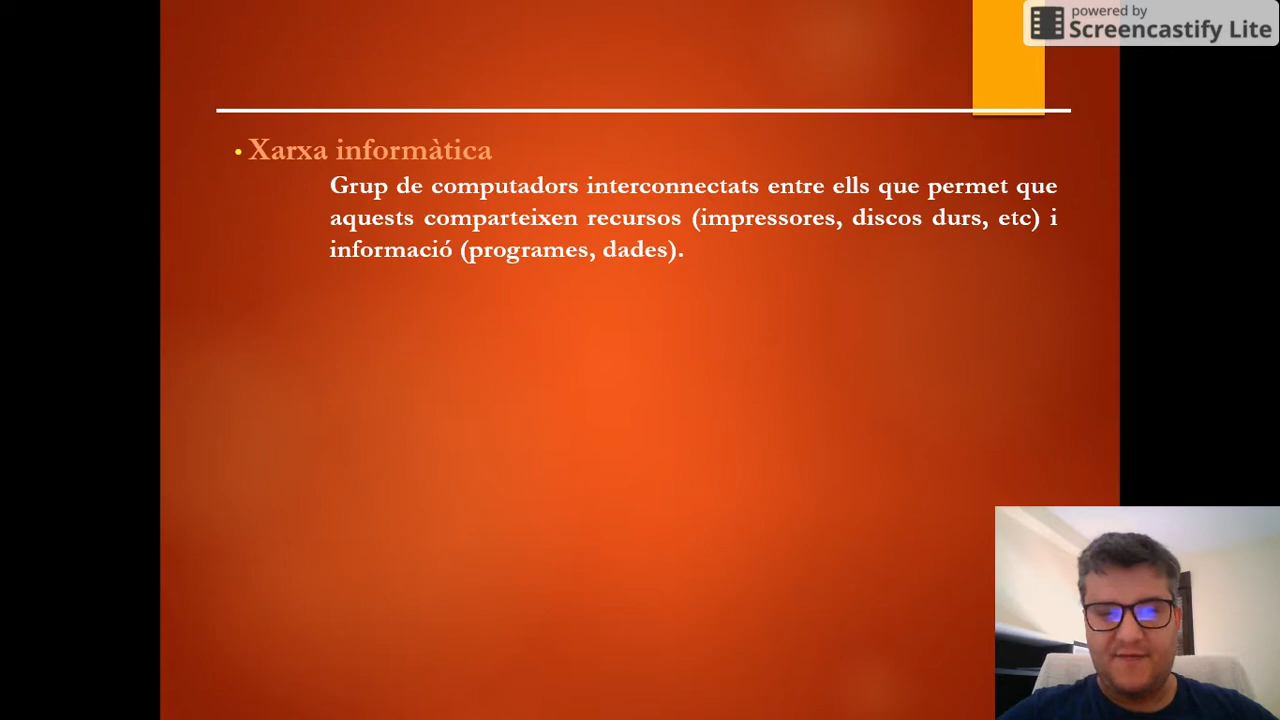 powered by
Screencastify Lite
• Xarxa informàtica
Grup de computadors interconnectats entre ells que permet que
aquests comparteixen recursos (impressores, discos durs, etc) i
informació (programes, dades).